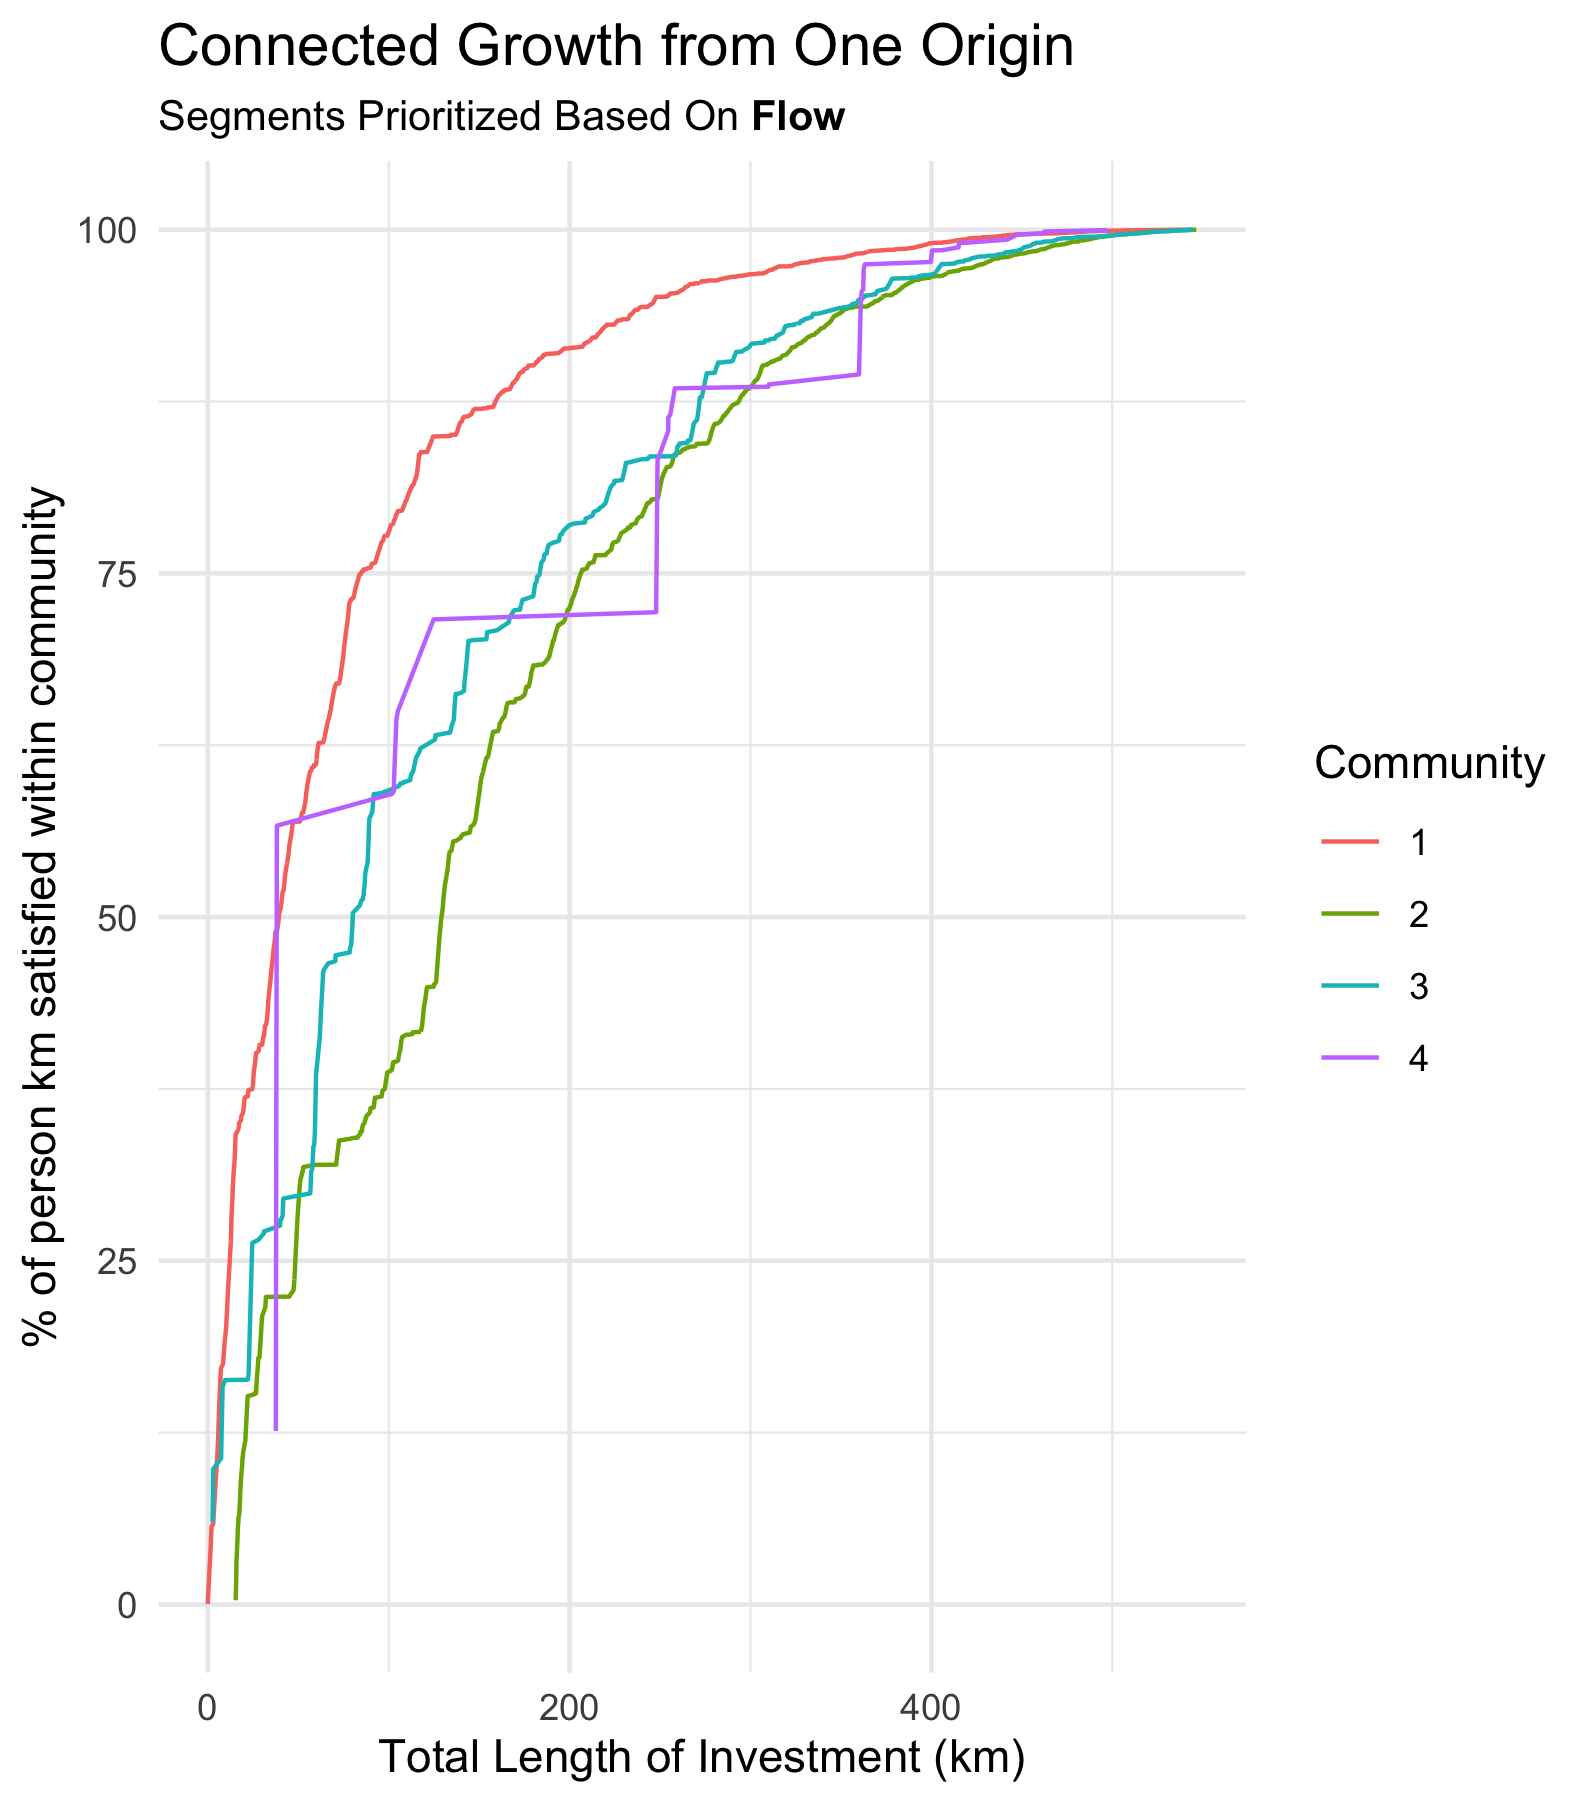 Connected Growth from One Origin
Segments Prioritized Based On Flow
% of person km satisfied within community
100
75
50
25
0
0 200 400
Total Length of Investment (km)
Community
1
2
3
4